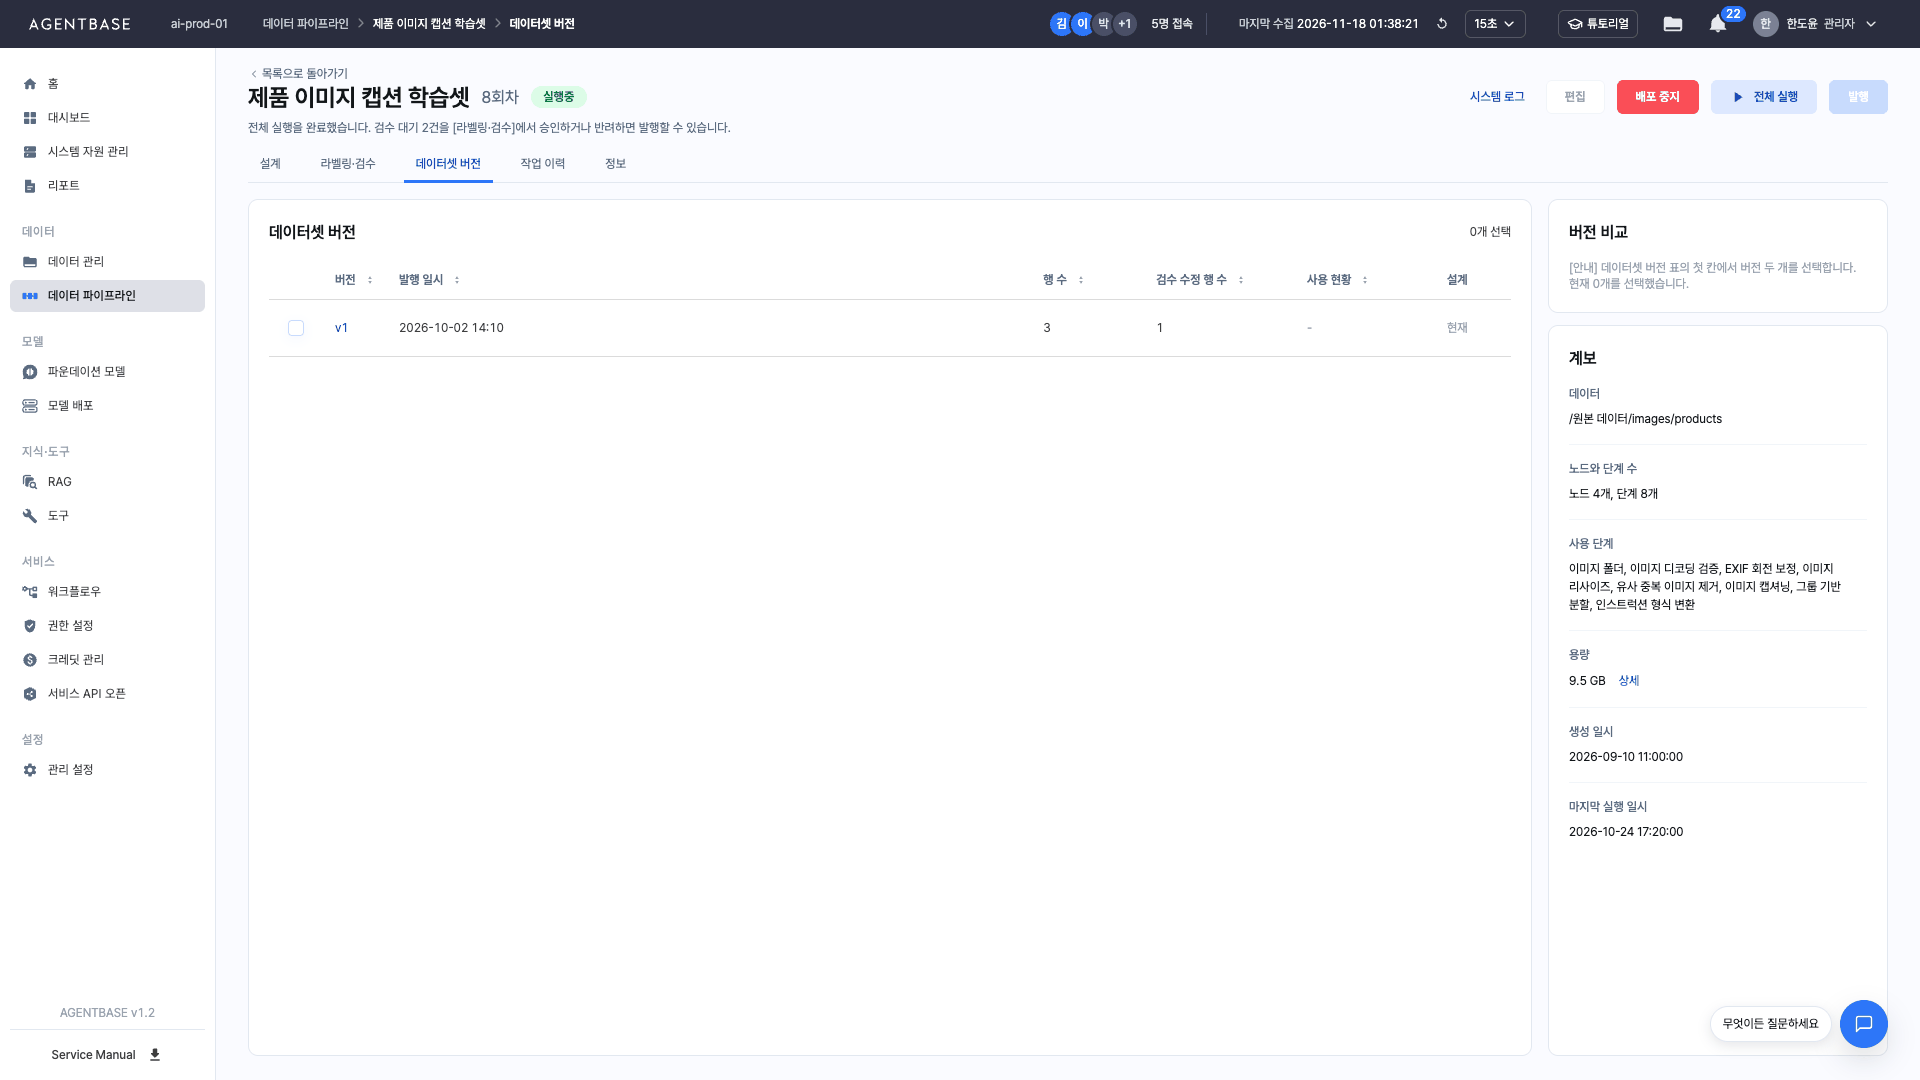 AGENTBASE
ai-prod-01
데이터 파이프라인 > 제품 이미지 캡션 학습셋 > 데이터셋 버전
김 이 박 +1 5명 접속
마지막 수집 2026-11-18 01:38:21
15초
튜토리얼
22
한 한도윤 관리자
홈
대시보드
시스템 자원 관리
리포트
데이터
데이터 관리
데이터 파이프라인
모델
파운데이션 모델
모델 배포
지식·도구
RAG
도구
서비스
워크플로우
권한 설정
크레딧 관리
서비스 API 오픈
설정
관리 설정
AGENTBASE v1.2
Service Manual
목록으로 돌아가기
제품 이미지 캡션 학습셋 8회차 실행중
전체 실행을 완료했습니다. 검수 대기 2건을 [라벨링·검수]에서 승인하거나 반려하면 발행할 수 있습니다.
시스템 로그 편집 배포 중지 전체 실행 발행
설계 라벨링·검수 데이터셋 버전 작업 이력 정보
데이터셋 버전 0개 선택
버전 발행 일시 행 수 검수 수정 행 수 사용 현황 설계
v1 2026-10-02 14:10 3 1 - 현재
버전 비교
[안내] 데이터셋 버전 표의 첫 칸에서 버전 두 개를 선택합니다.
현재 0개를 선택했습니다.
계보
데이터
/원본 데이터/images/products
노드와 단계 수
노드 4개, 단계 8개
사용 단계
이미지 폴더, 이미지 디코딩 검증, EXIF 회전 보정, 이미지
리사이즈, 유사 중복 이미지 제거, 이미지 캡셔닝, 그룹 기반
분할, 인스트럭션 형식 변환
용량
9.5 GB 상세
생성 일시
2026-09-10 11:00:00
마지막 실행 일시
2026-10-24 17:20:00
무엇이든 질문하세요